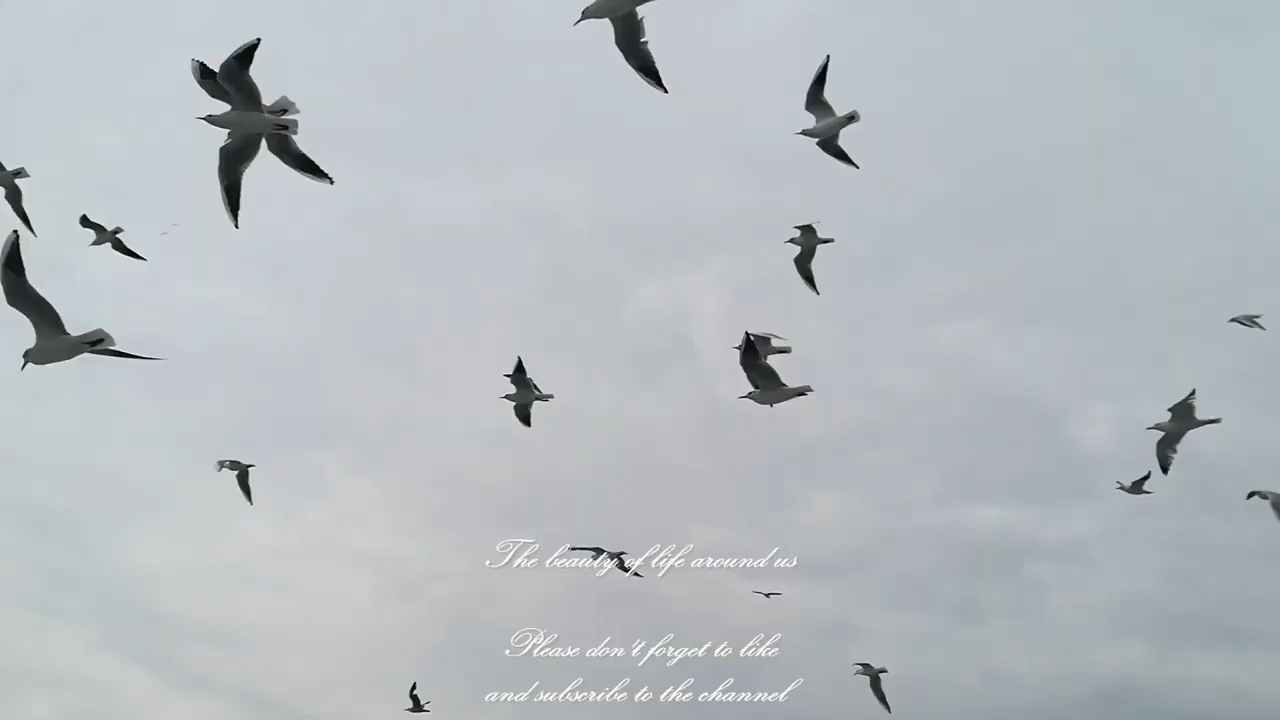 The beauty of life around us
Please don't forget to like
and subscribe to the channel